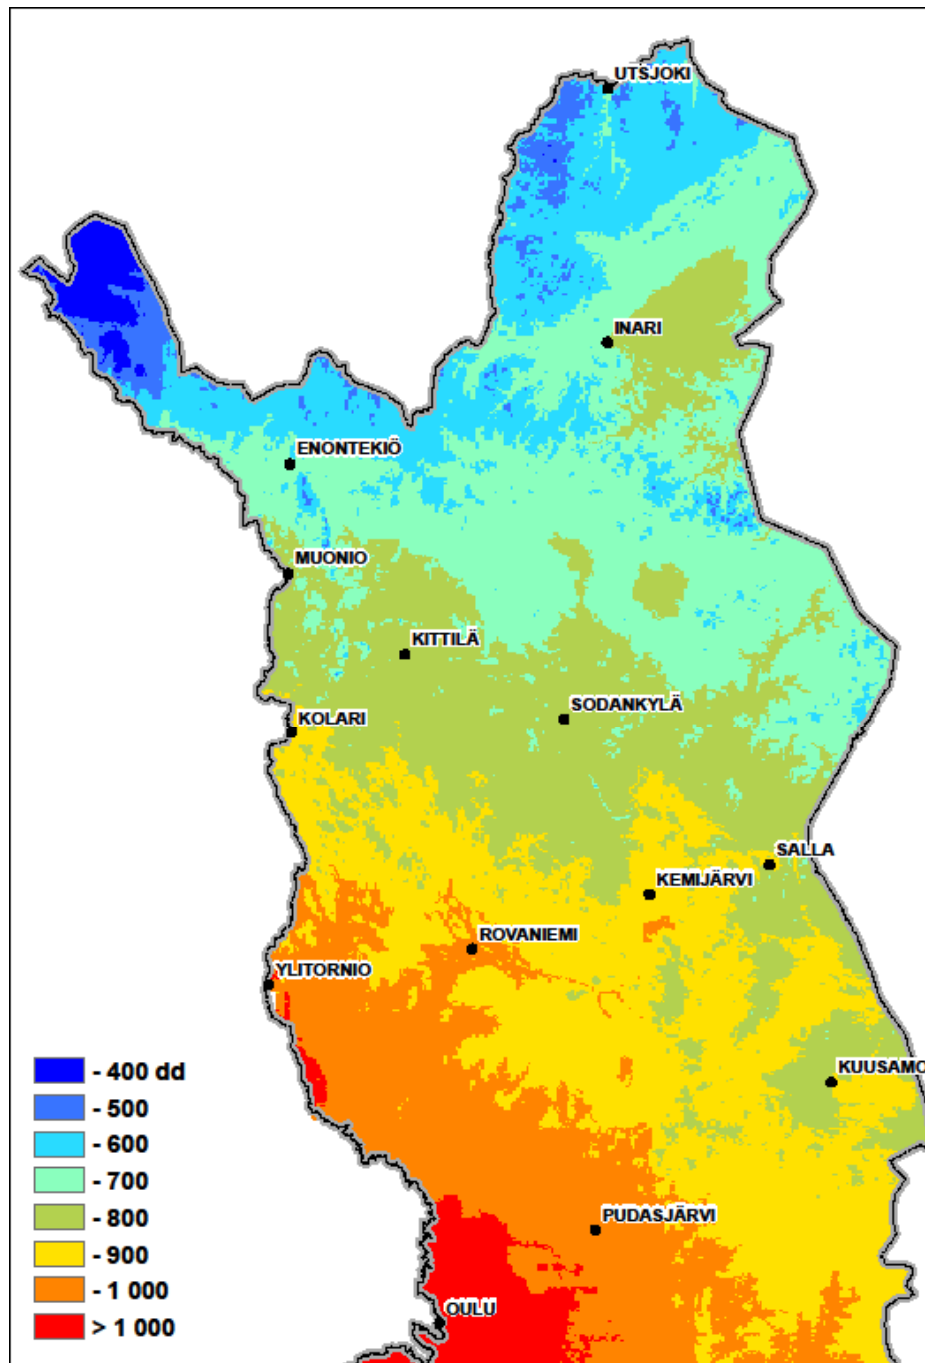 UTSJOKI
INARI
ENONTEKIÖ
MUONIO
KITTILÄ
SODANKYLÄ
KOLARI
SALLA
KEMIJÄRVI
ROVANIEMI
YLITORNIO
KUUSAMO
PUDASJÄRVI
OULU
- 400 dd
- 500
- 600
- 700
- 800
- 900
- 1 000
> 1 000